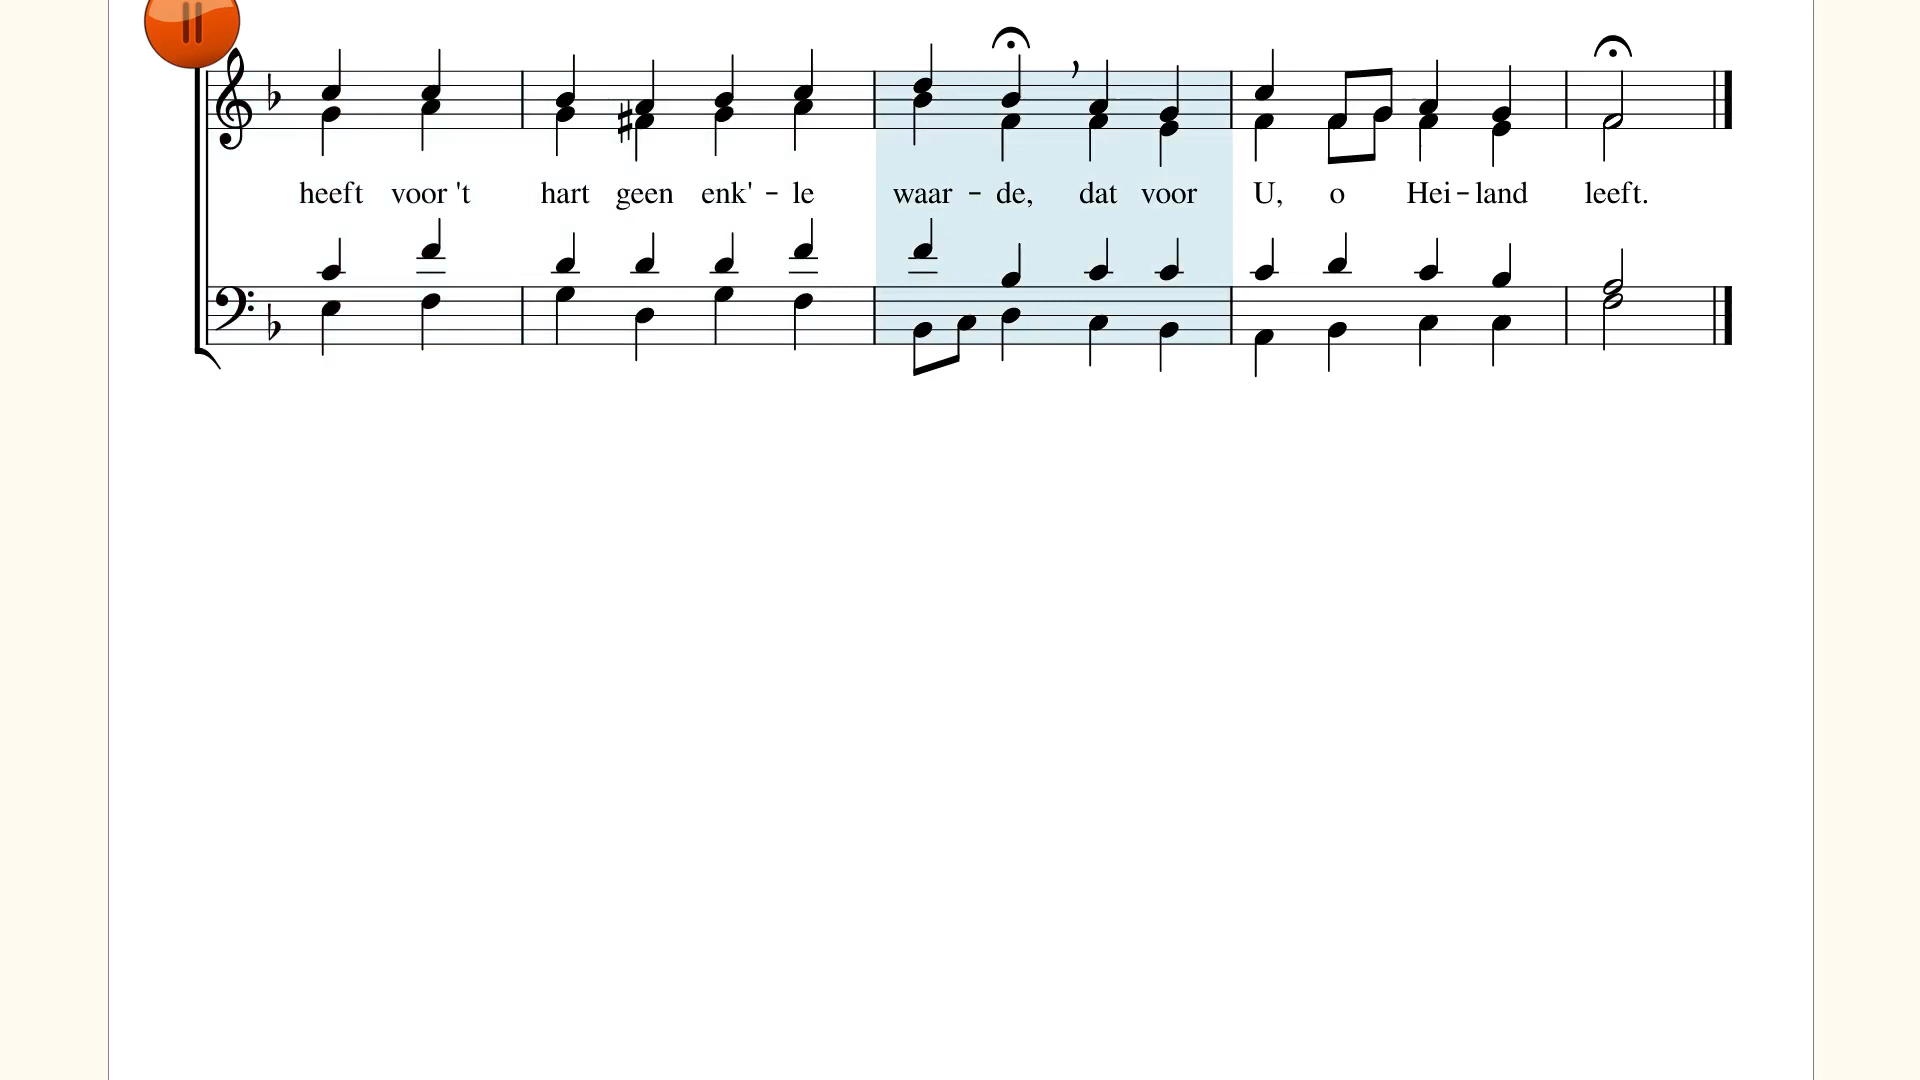 heeft voor 't hart geen enk' - le waar - de, dat voor U, o Hei - land leeft.